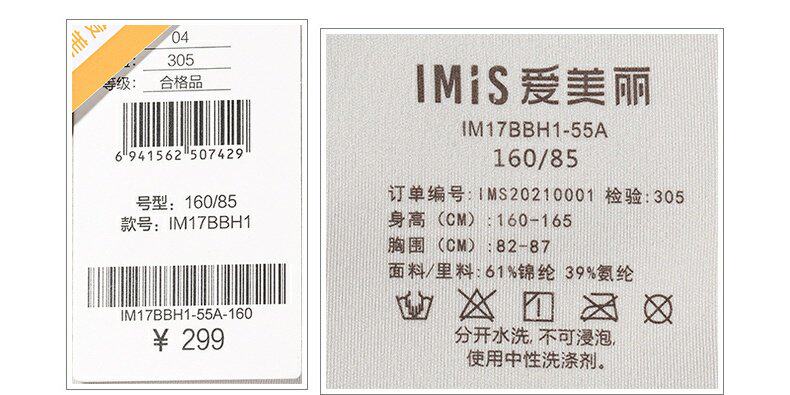 04
305
等级: 合格品
6 941562 507429
号型: 160/85
款号: IM17BBH1
IM17BBH1-55A-160
¥ 299
IMiS 爱美丽
IM17BBH1-55A
160/85
订单编号: IMS20210001 检验: 305
身高 (CM) :160-165
胸围 (CM) :82-87
面料/里料: 61%锦纶 39%氨纶
分开水洗, 不可浸泡,
使用中性洗涤剂。